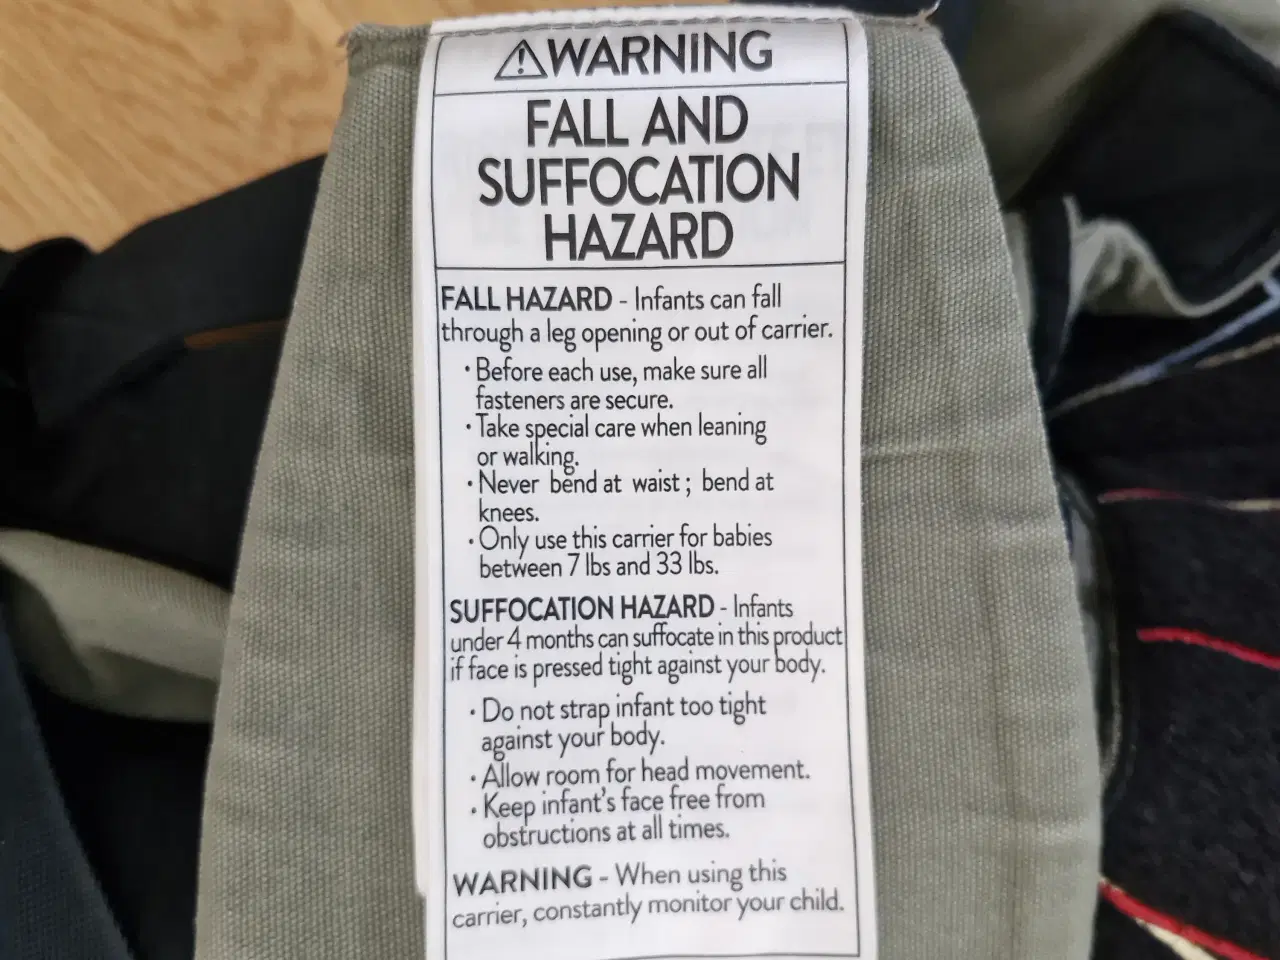 ⚠WARNING
FALL AND
SUFFOCATION
HAZARD
FALL HAZARD - Infants can fall
through a leg opening or out of carrier.
• Before each use, make sure all
fasteners are secure.
• Take special care when leaning
or walking.
• Never bend at waist; bend at
knees.
• Only use this carrier for babies
between 7 lbs and 33 lbs.
SUFFOCATION HAZARD - Infants
under 4 months can suffocate in this product
if face is pressed tight against your body.
• Do not strap infant too tight
against your body.
• Allow room for head movement.
• Keep infant's face free from
obstructions at all times.
WARNING - When using this
carrier, constantly monitor your child.